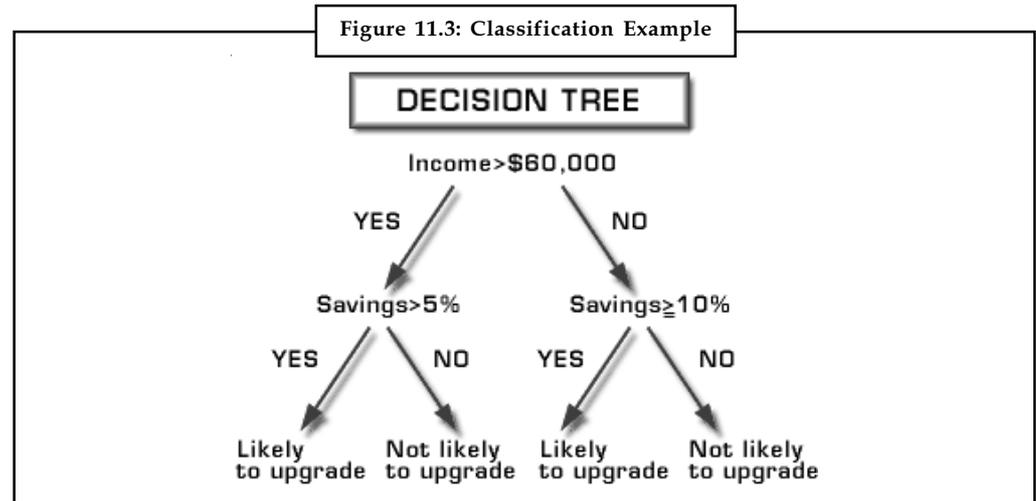 Figure 11.3: Classification Example
DECISION TREE
Income>$60,000
YES
NO
Savings>5%
Savings≧10%
YES
NO
YES
NO
Likely
to upgrade
Not likely
to upgrade
Likely
to upgrade
Not likely
to upgrade